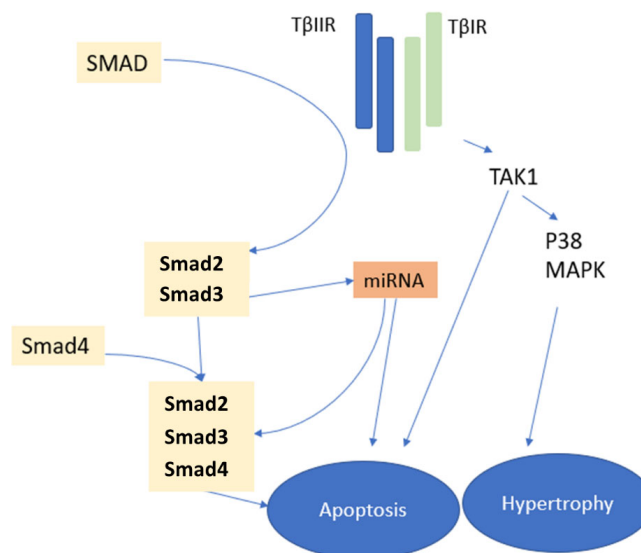 TβIIR
TβIR
SMAD
TAK1
P38
MAPK
Smad2
Smad3
miRNA
Smad4
Smad2
Smad3
Smad4
Apoptosis
Hypertrophy